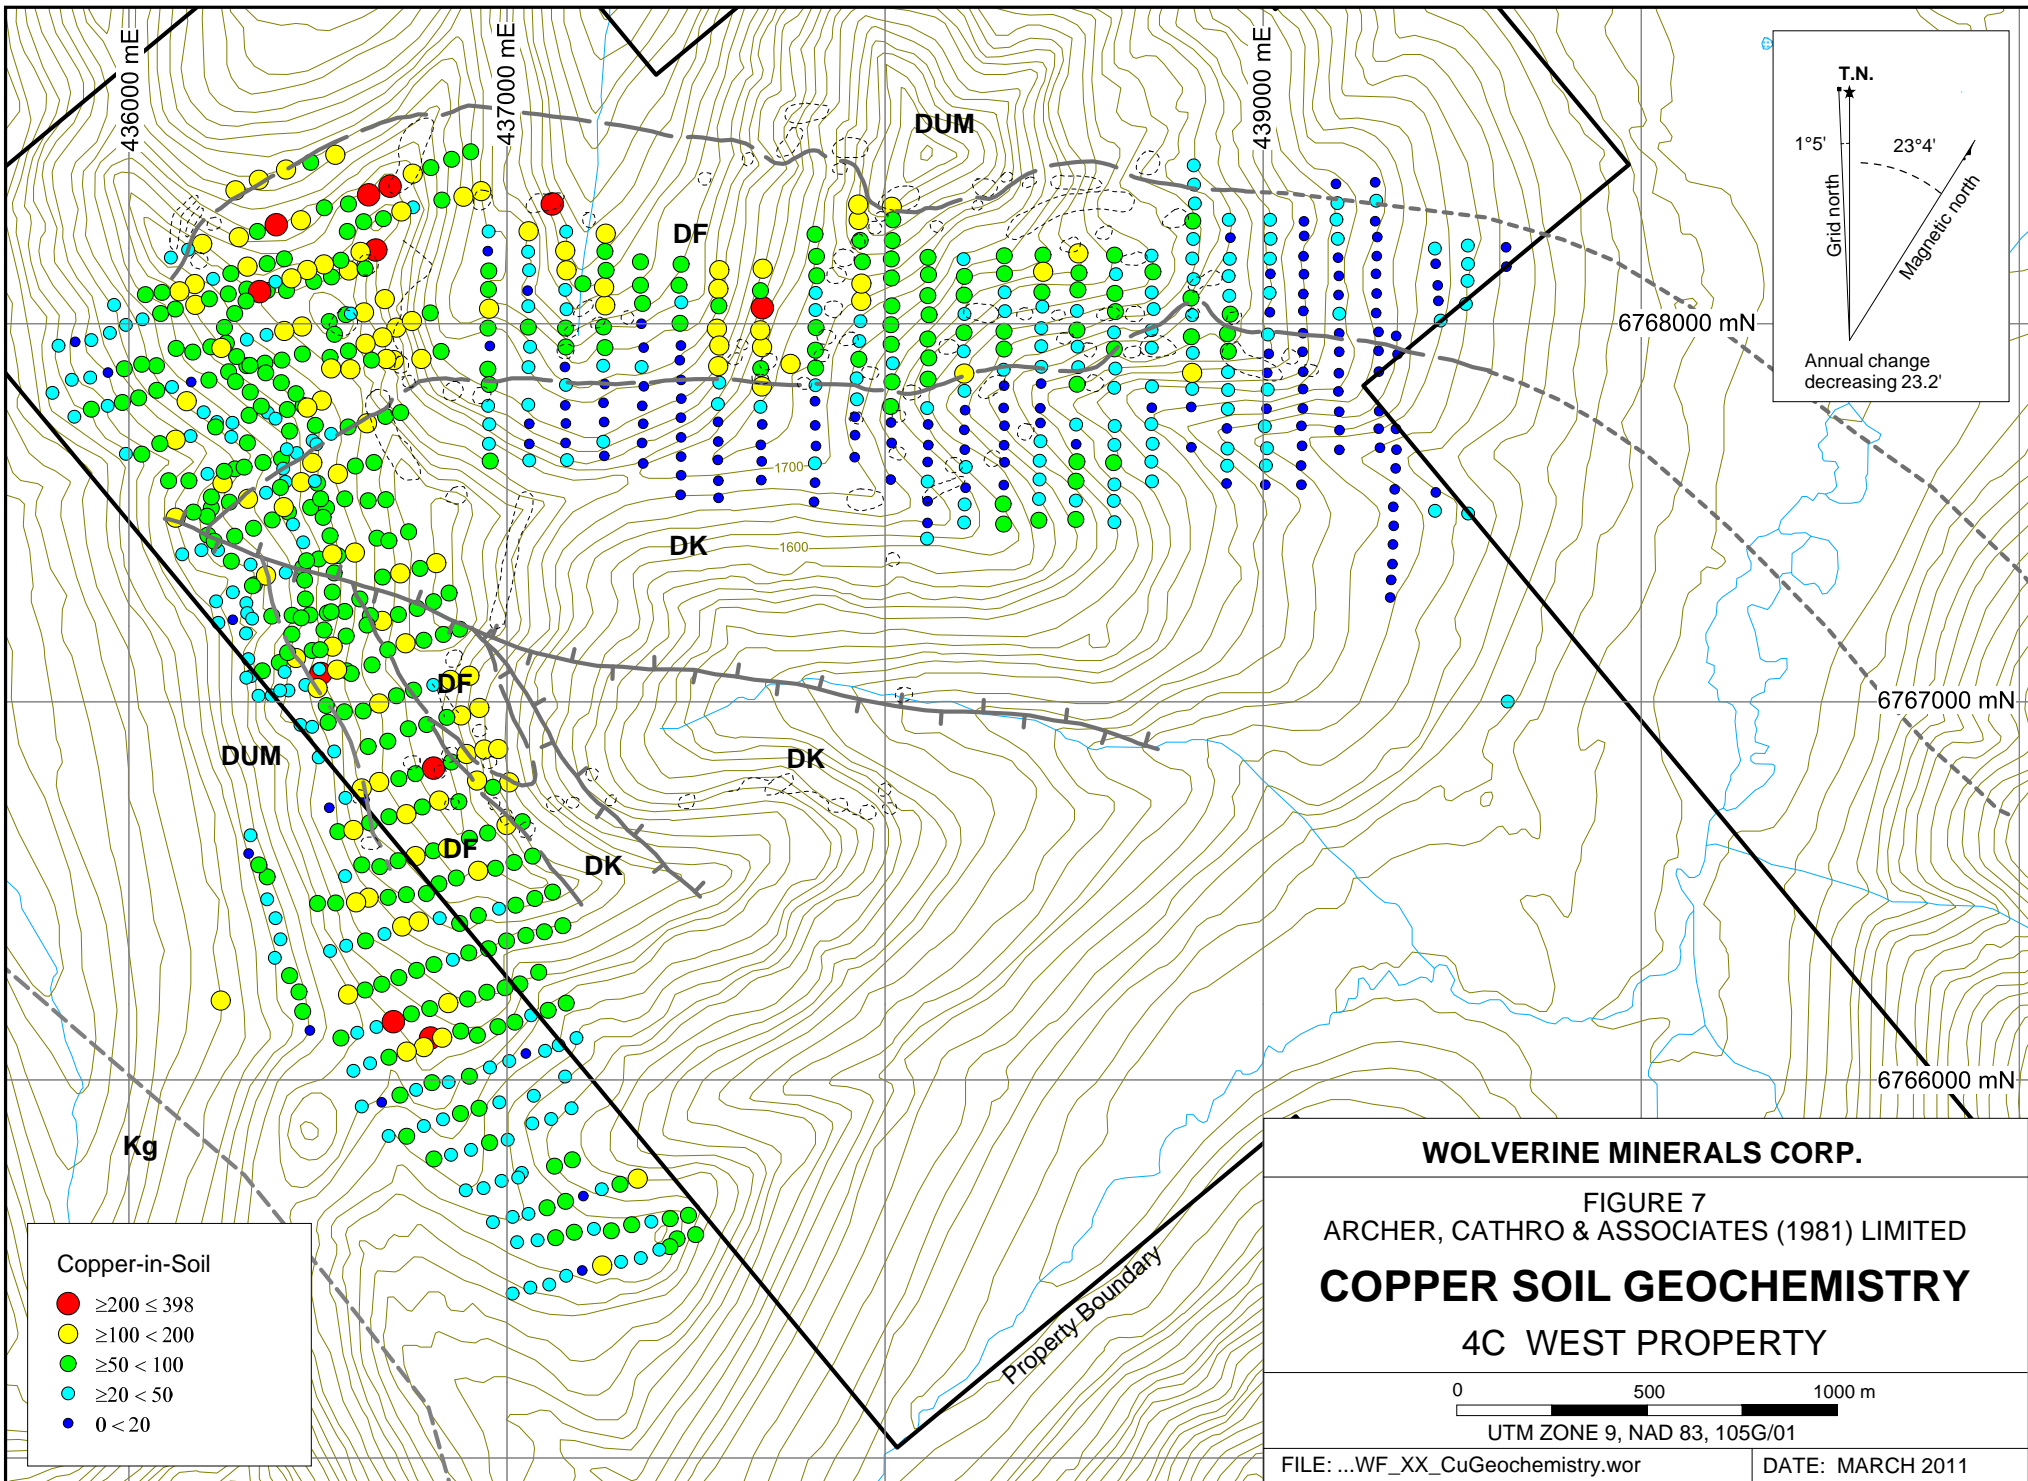 436000 mE
437000 mE
439000 mE
DUM
T.N.
1°5'
23°4'
Grid north
Magnetic north
Annual change
decreasing 23.2'
DF
6768000 mN
1700
DK
1600
DF
6767000 mN
DUM
DK
DF
DK
6766000 mN
Kg
Property Boundary
Copper-in-Soil
≥200 ≤ 398
≥100 < 200
≥50 < 100
≥20 < 50
0 < 20
WOLVERINE MINERALS CORP.
FIGURE 7
ARCHER, CATHRO & ASSOCIATES (1981) LIMITED
COPPER SOIL GEOCHEMISTRY
4C WEST PROPERTY
0 500 1000 m
UTM ZONE 9, NAD 83, 105G/01
FILE: ...WF_XX_CuGeochemistry.wor
DATE: MARCH 2011